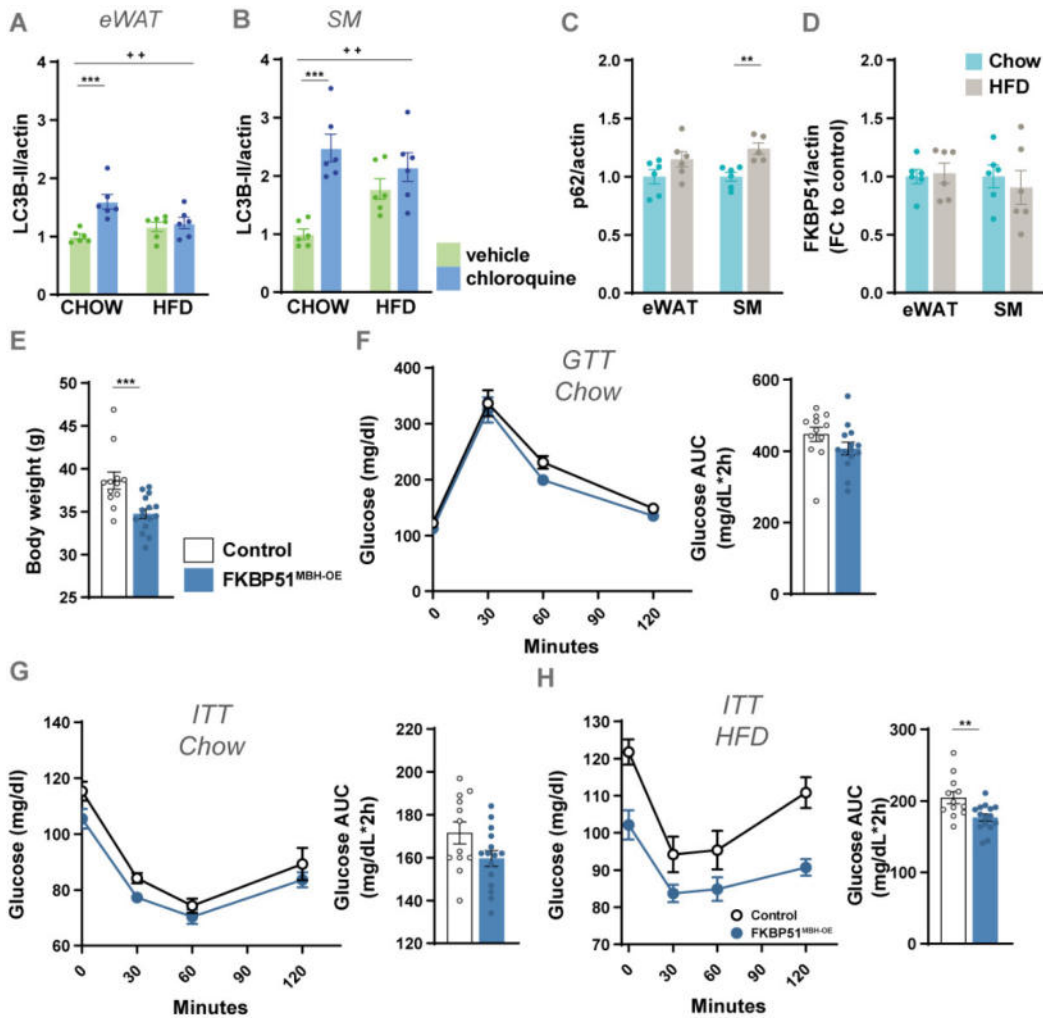 A
eWAT
B
SM
C
D
LC3B-II/actin
4
3
2
1
0
++
***
CHOW
HFD
LC3B-II/actin
4
3
2
1
0
++
***
CHOW
HFD
vehicle
chloroquine
p62/actin
2.0
1.5
1.0
0.5
0.0
**
eWAT
SM
FKBP51/actin
(FC to control)
2.0
1.5
1.0
0.5
0.0
Chow
HFD
eWAT
SM
E
Body weight (g)
50
45
40
35
30
25
***
Control
FKBP51MBH-OE
F
GTT
Chow
Glucose (mg/dl)
400
300
200
100
0
0
30
60
90
120
Minutes
Glucose AUC
(mg/dL*2h)
600
400
200
0
G
ITT
Chow
Glucose (mg/dl)
140
120
100
80
60
0
30
60
90
120
Minutes
Glucose AUC
(mg/dL*2h)
220
200
180
160
140
120
H
ITT
HFD
Glucose (mg/dl)
130
120
110
100
90
80
70
0
30
60
90
120
Minutes
Control
FKBP51MBH-OE
Glucose AUC
(mg/dL*2h)
300
200
100
0
**